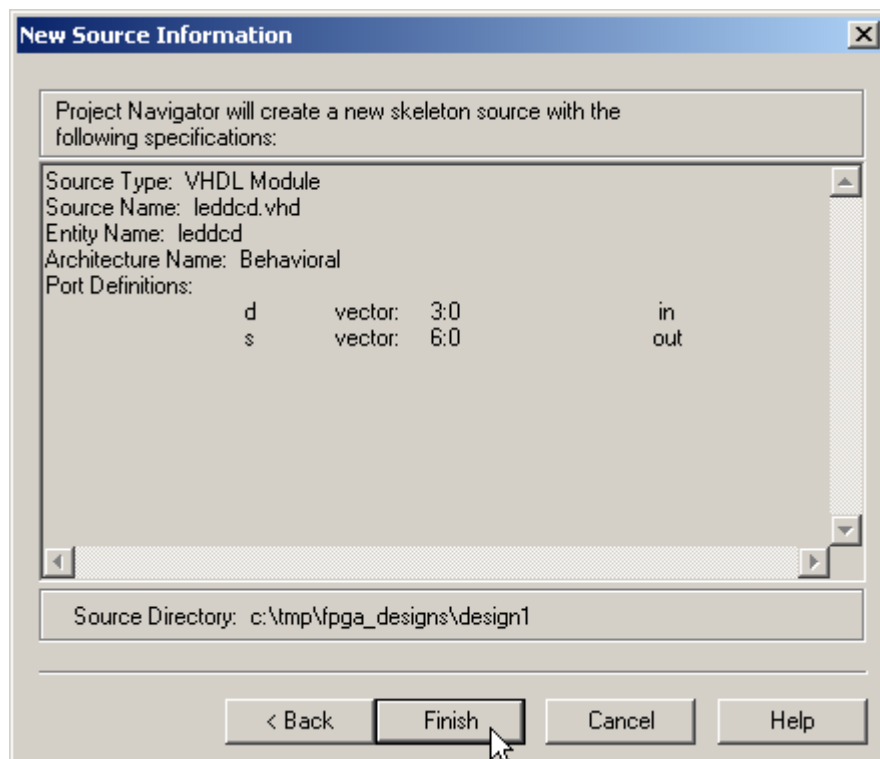 New Source Information
Project Navigator will create a new skeleton source with the
following specifications:
Source Type: VHDL Module
Source Name: leddcd.vhd
Entity Name: leddcd
Architecture Name: Behavioral
Port Definitions:
d vector: 3:0 in
s vector: 6:0 out
Source Directory: c:\tmp\fpga_designs\design1
< Back Finish Cancel Help